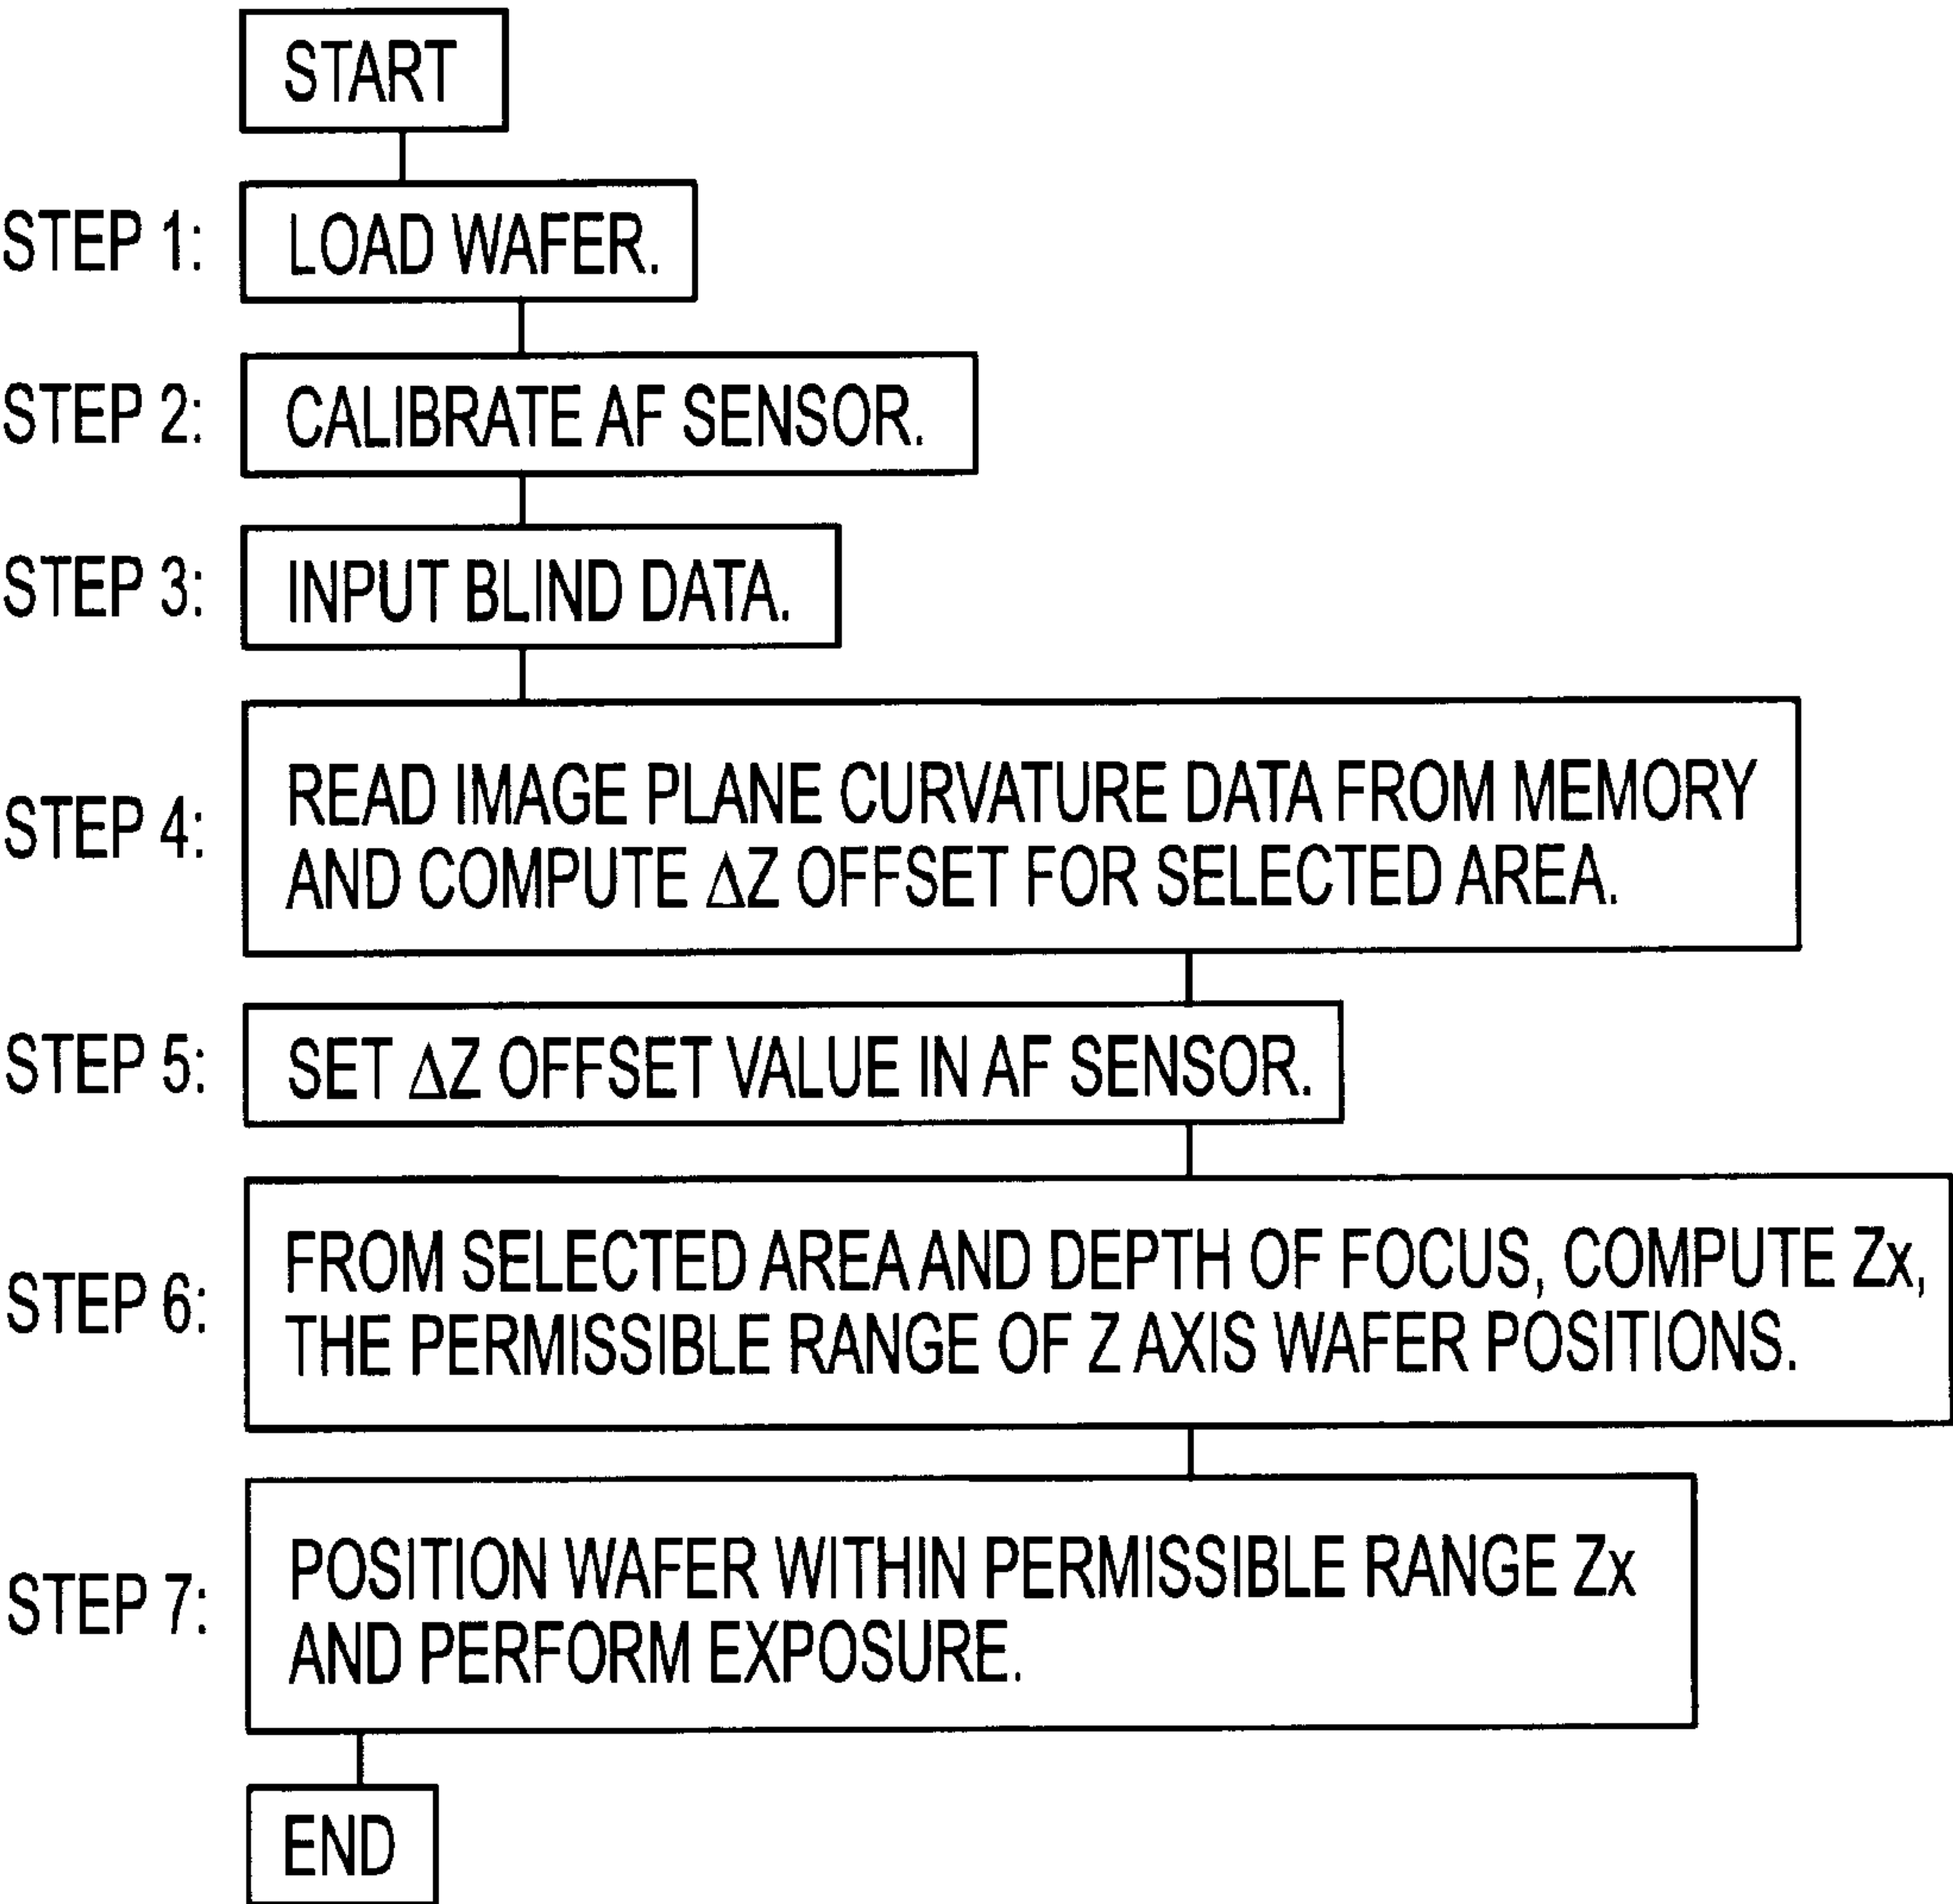 START
STEP 1: LOAD WAFER.
STEP 2: CALIBRATE AF SENSOR.
STEP 3: INPUT BLIND DATA.
STEP 4: READ IMAGE PLANE CURVATURE DATA FROM MEMORY
AND COMPUTE ΔZ OFFSET FOR SELECTED AREA.
STEP 5: SET ΔZ OFFSET VALUE IN AF SENSOR.
STEP 6: FROM SELECTED AREA AND DEPTH OF FOCUS, COMPUTE Zx,
THE PERMISSIBLE RANGE OF Z AXIS WAFER POSITIONS.
STEP 7: POSITION WAFER WITHIN PERMISSIBLE RANGE Zx
AND PERFORM EXPOSURE.
END